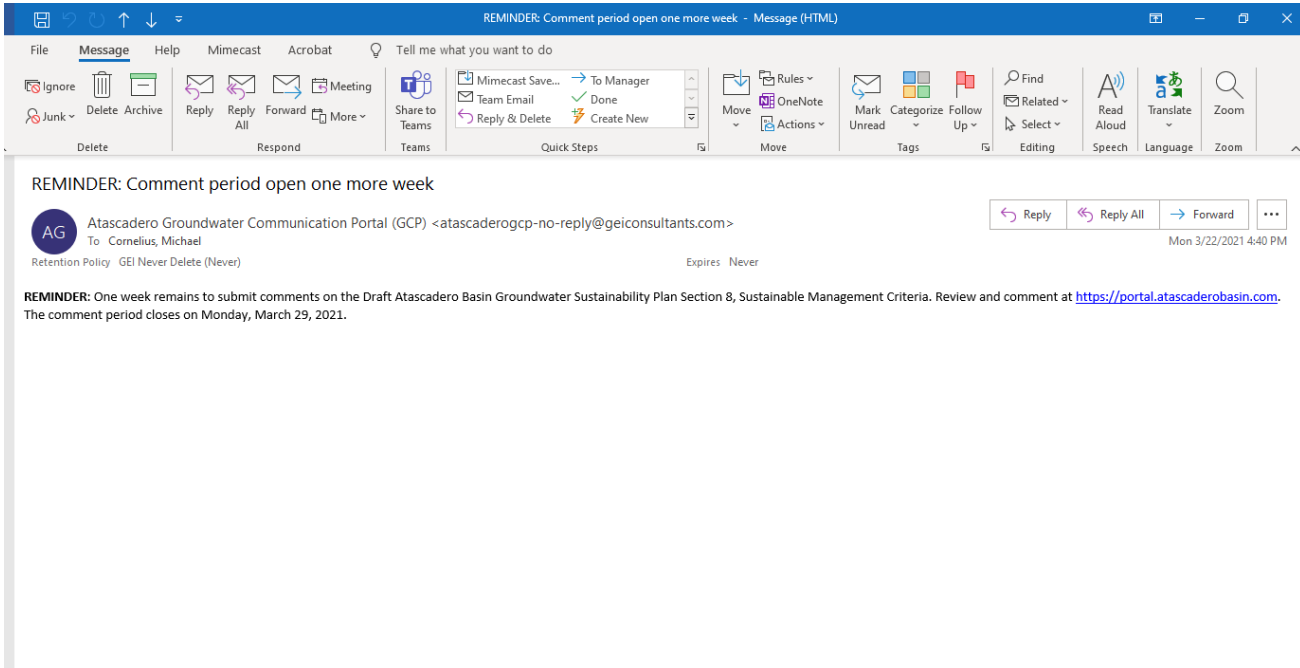 REMINDER: Comment period open one more week - Message (HTML)
File Message Help Mimecast Acrobat Tell me what you want to do
Ignore
Junk
Delete
Archive
Delete
Reply
Reply All
Forward
Meeting
More
Respond
Share to Teams
Teams
Mimecast Save...
Team Email
Reply & Delete
To Manager
Done
Create New
Quick Steps
Move
Rules
OneNote
Actions
Move
Mark Unread
Categorize
Follow Up
Tags
Find
Related
Select
Editing
Read Aloud
Speech
Translate
Language
Zoom
Zoom
REMINDER: Comment period open one more week
AG
Atascadero Groundwater Communication Portal (GCP) <atascaderogcp-no-reply@geiconsultants.com>
To Cornelius, Michael
Retention Policy GEI Never Delete (Never)
Expires Never
Reply
Reply All
Forward
Mon 3/22/2021 4:40 PM
REMINDER: One week remains to submit comments on the Draft Atascadero Basin Groundwater Sustainability Plan Section 8, Sustainable Management Criteria. Review and comment at https://portal.atascaderobasin.com.
The comment period closes on Monday, March 29, 2021.